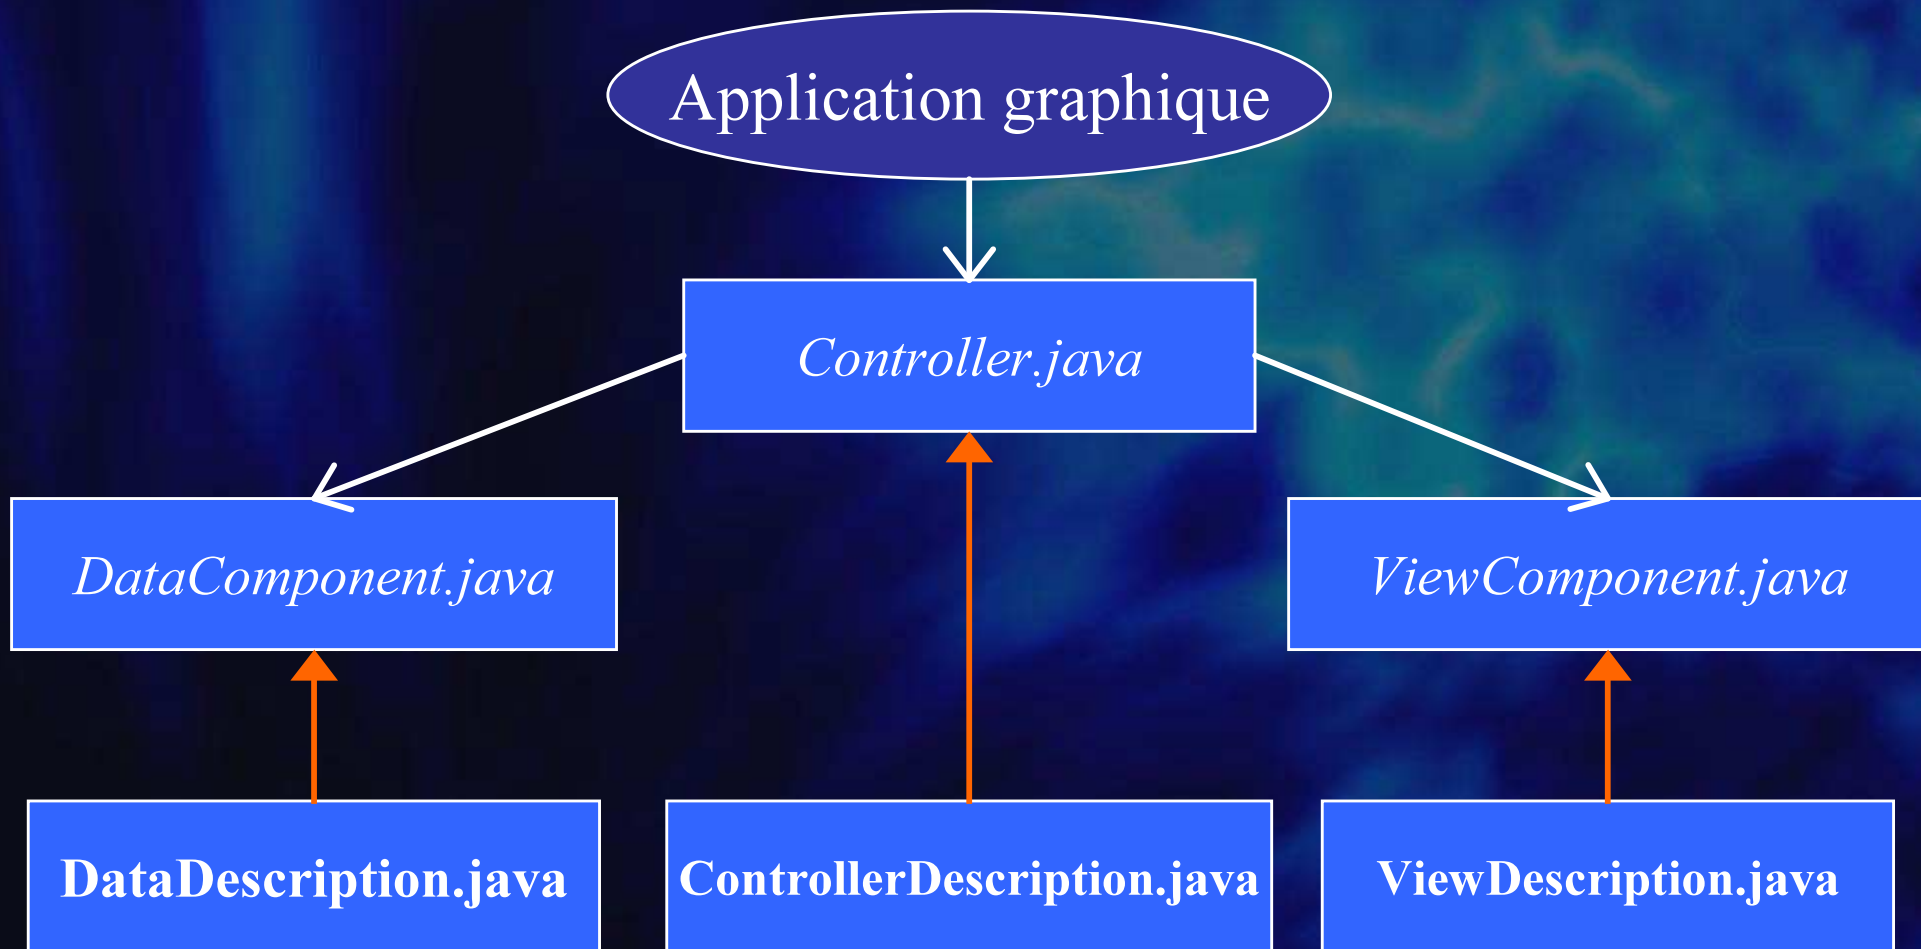 Application graphique
Controller.java
DataComponent.java
ViewComponent.java
DataDescription.java
ControllerDescription.java
ViewDescription.java